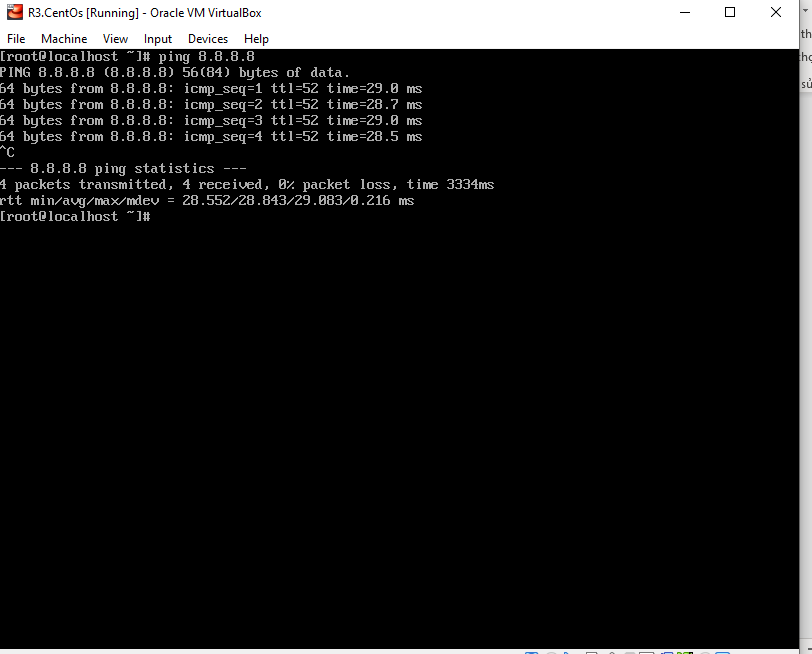 R3.CentOs [Running] - Oracle VM VirtualBox
File Machine View Input Devices Help
[root@localhost ~]# ping 8.8.8.8
PING 8.8.8.8 (8.8.8.8) 56(84) bytes of data.
64 bytes from 8.8.8.8: icmp_seq=1 ttl=52 time=29.0 ms
64 bytes from 8.8.8.8: icmp_seq=2 ttl=52 time=28.7 ms
64 bytes from 8.8.8.8: icmp_seq=3 ttl=52 time=29.0 ms
64 bytes from 8.8.8.8: icmp_seq=4 ttl=52 time=28.5 ms
^C
--- 8.8.8.8 ping statistics ---
4 packets transmitted, 4 received, 0% packet loss, time 3334ms
rtt min/avg/max/mdev = 28.552/28.843/29.083/0.216 ms
[root@localhost ~]#